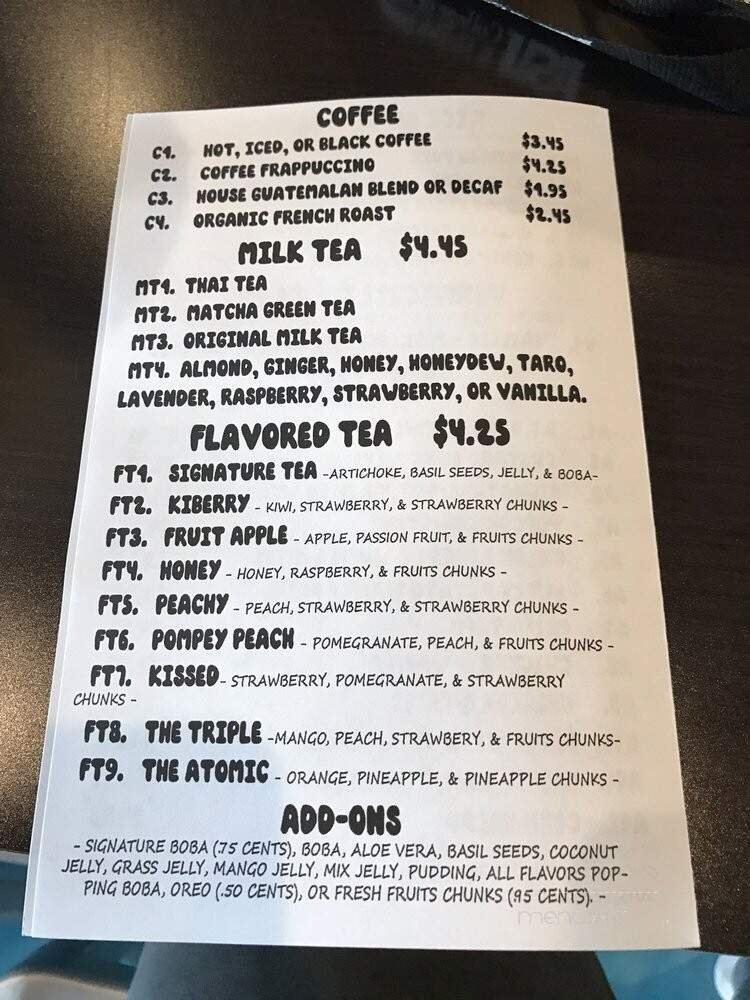 COFFEE
C1. HOT, ICED, OR BLACK COFFEE $3.45
C2. COFFEE FRAPPUCCINO $4.25
C3. HOUSE GUATEMALAN BLEND OR DECAF $1.95
C4. ORGANIC FRENCH ROAST $2.45
MILK TEA $4.45
MT1. THAI TEA
MT2. MATCHA GREEN TEA
MT3. ORIGINAL MILK TEA
MT4. ALMOND, GINGER, HONEY, HONEYDEW, TARO,
LAVENDER, RASPBERRY, STRAWBERRY, OR VANILLA.
FLAVORED TEA $4.25
FT1. SIGNATURE TEA -ARTICHOKE, BASIL SEEDS, JELLY, & BOBA-
FT2. KIBERRY - KIWI, STRAWBERRY, & STRAWBERRY CHUNKS -
FT3. FRUIT APPLE - APPLE, PASSION FRUIT, & FRUITS CHUNKS -
FT4. HONEY - HONEY, RASPBERRY, & FRUITS CHUNKS -
FT5. PEACHY - PEACH, STRAWBERRY, & STRAWBERRY CHUNKS -
FT6. POMPEY PEACH - POMEGRANATE, PEACH, & FRUITS CHUNKS -
FT7. KISSED- STRAWBERRY, POMEGRANATE, & STRAWBERRY
CHUNKS -
FT8. THE TRIPLE -MANGO, PEACH, STRAWBERY, & FRUITS CHUNKS-
FT9. THE ATOMIC - ORANGE, PINEAPPLE, & PINEAPPLE CHUNKS -
ADD-ONS
- SIGNATURE BOBA (.75 CENTS), BOBA, ALOE VERA, BASIL SEEDS, COCONUT
JELLY, GRASS JELLY, MANGO JELLY, MIX JELLY, PUDDING, ALL FLAVORS POP-
PING BOBA, OREO (.50 CENTS), OR FRESH FRUITS CHUNKS (.95 CENTS). -